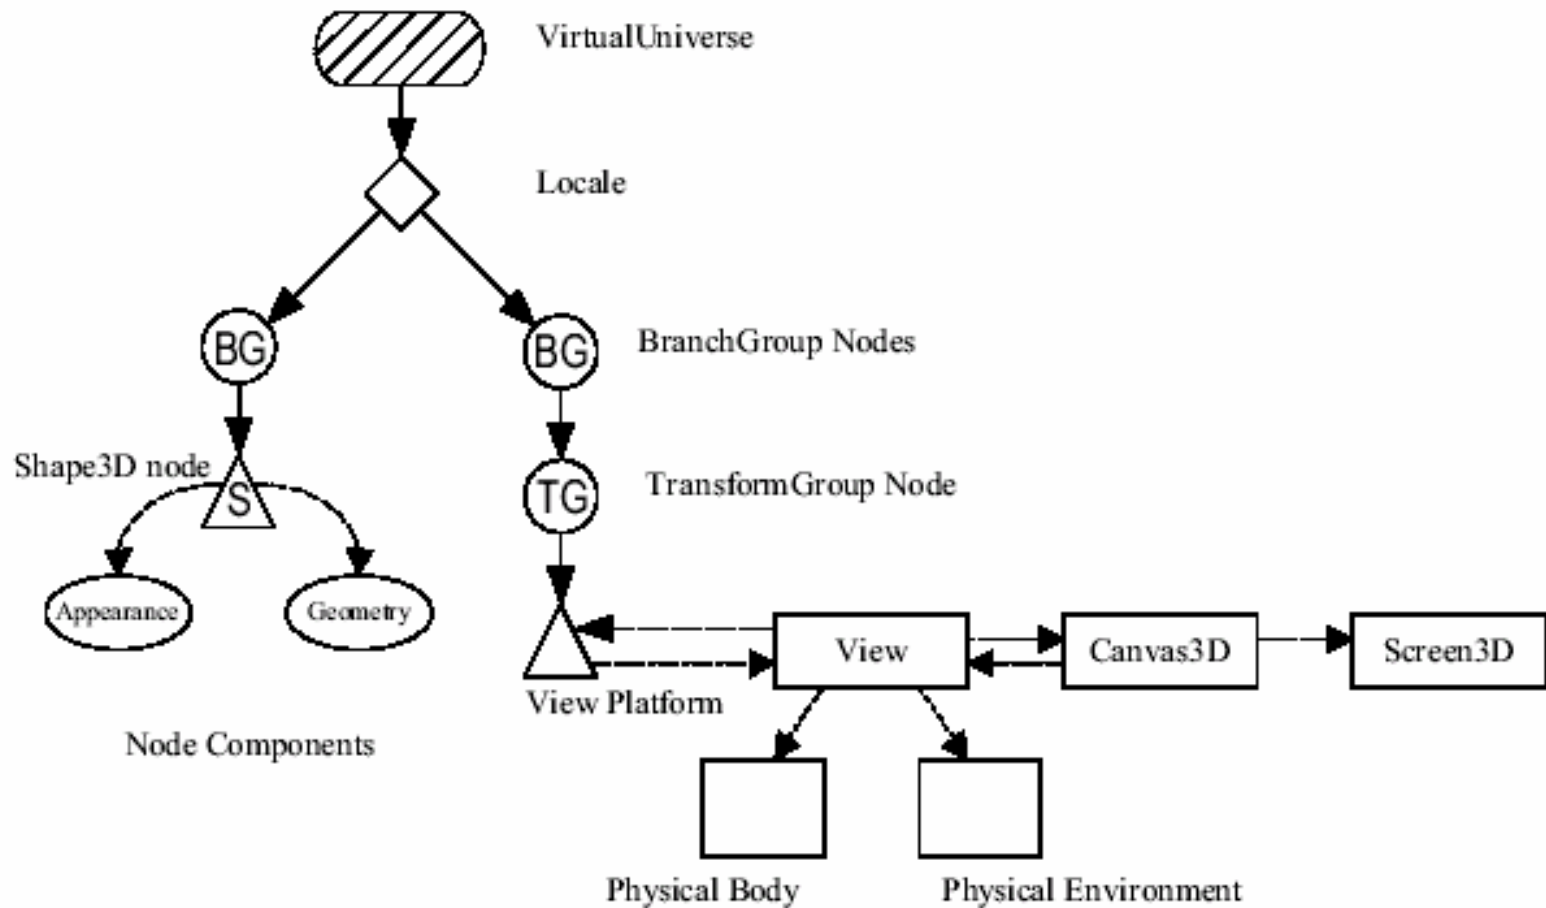 VirtualUniverse
Locale
BG
BG
BranchGroup Nodes
Shape3D node
S
TG
TransformGroup Node
Appearance
Geometry
View
Canvas3D
Screen3D
View Platform
Node Components
Physical Body
Physical Environment